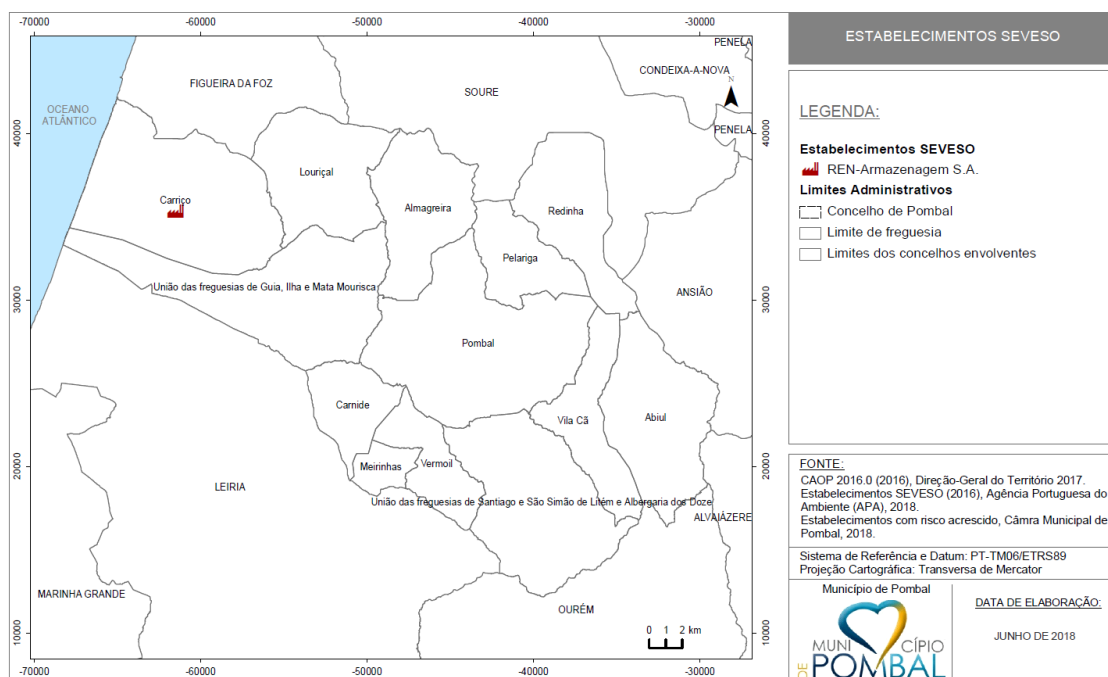 -70000 -60000 -50000 -40000 -30000
ESTABELECIMENTOS SEVESO
PENELA
CONDEIXA-A-NOVA
FIGUEIRA DA FOZ
SOURE
N
OCEANO
ATLÂNTICO
40000
40000
PENELA
LEGENDA:
Estabelecimentos SEVESO
REN-Armazenagem S.A.
Limites Administrativos
Concelho de Pombal
Limite de freguesia
Limites dos concelhos envolventes
Louriçal
Carriço
Almagreira
Redinha
Pelariga
União das freguesias de Guia, Ilha e Mata Mourisca
ANSIÃO
30000
30000
Pombal
Carnide
Vila Cã
Abiul
Meirinhas
Vermoil
20000
20000
LEIRIA
União das freguesias de Santiago e São Simão de Litém e Albergaria dos Doze
ALVAIÁZERE
MARINHA GRANDE
OURÉM
0 1 2 km
10000
10000
-70000 -60000 -50000 -40000 -30000
FONTE:
CAOP 2016.0 (2016), Direção-Geral do Território 2017.
Estabelecimentos SEVESO (2016), Agência Portuguesa do
Ambiente (APA), 2018.
Estabelecimentos com risco acrescido, Câmra Municipal de
Pombal, 2018.
Sistema de Referência e Datum: PT-TM06/ETRS89
Projeção Cartográfica: Transversa de Mercator
Município de Pombal
MUNI CÍPIO
DE POMBAL
DATA DE ELABORAÇÃO:
JUNHO DE 2018